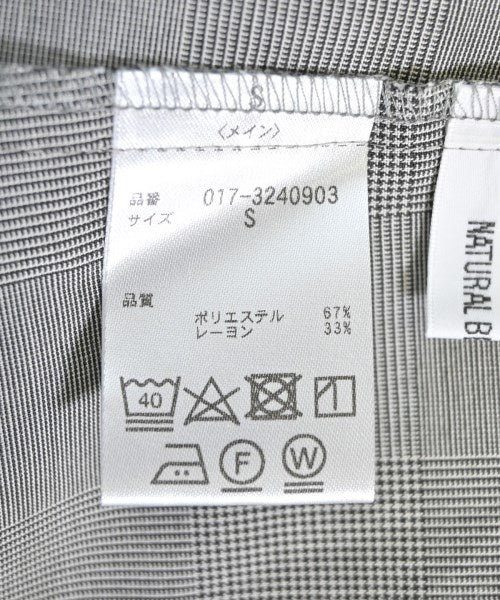 S
〈メイン〉
品番 017-3240903
サイズ S
品質
ポリエステル 67%
レーヨン 33%
40
F W
NATURAL B